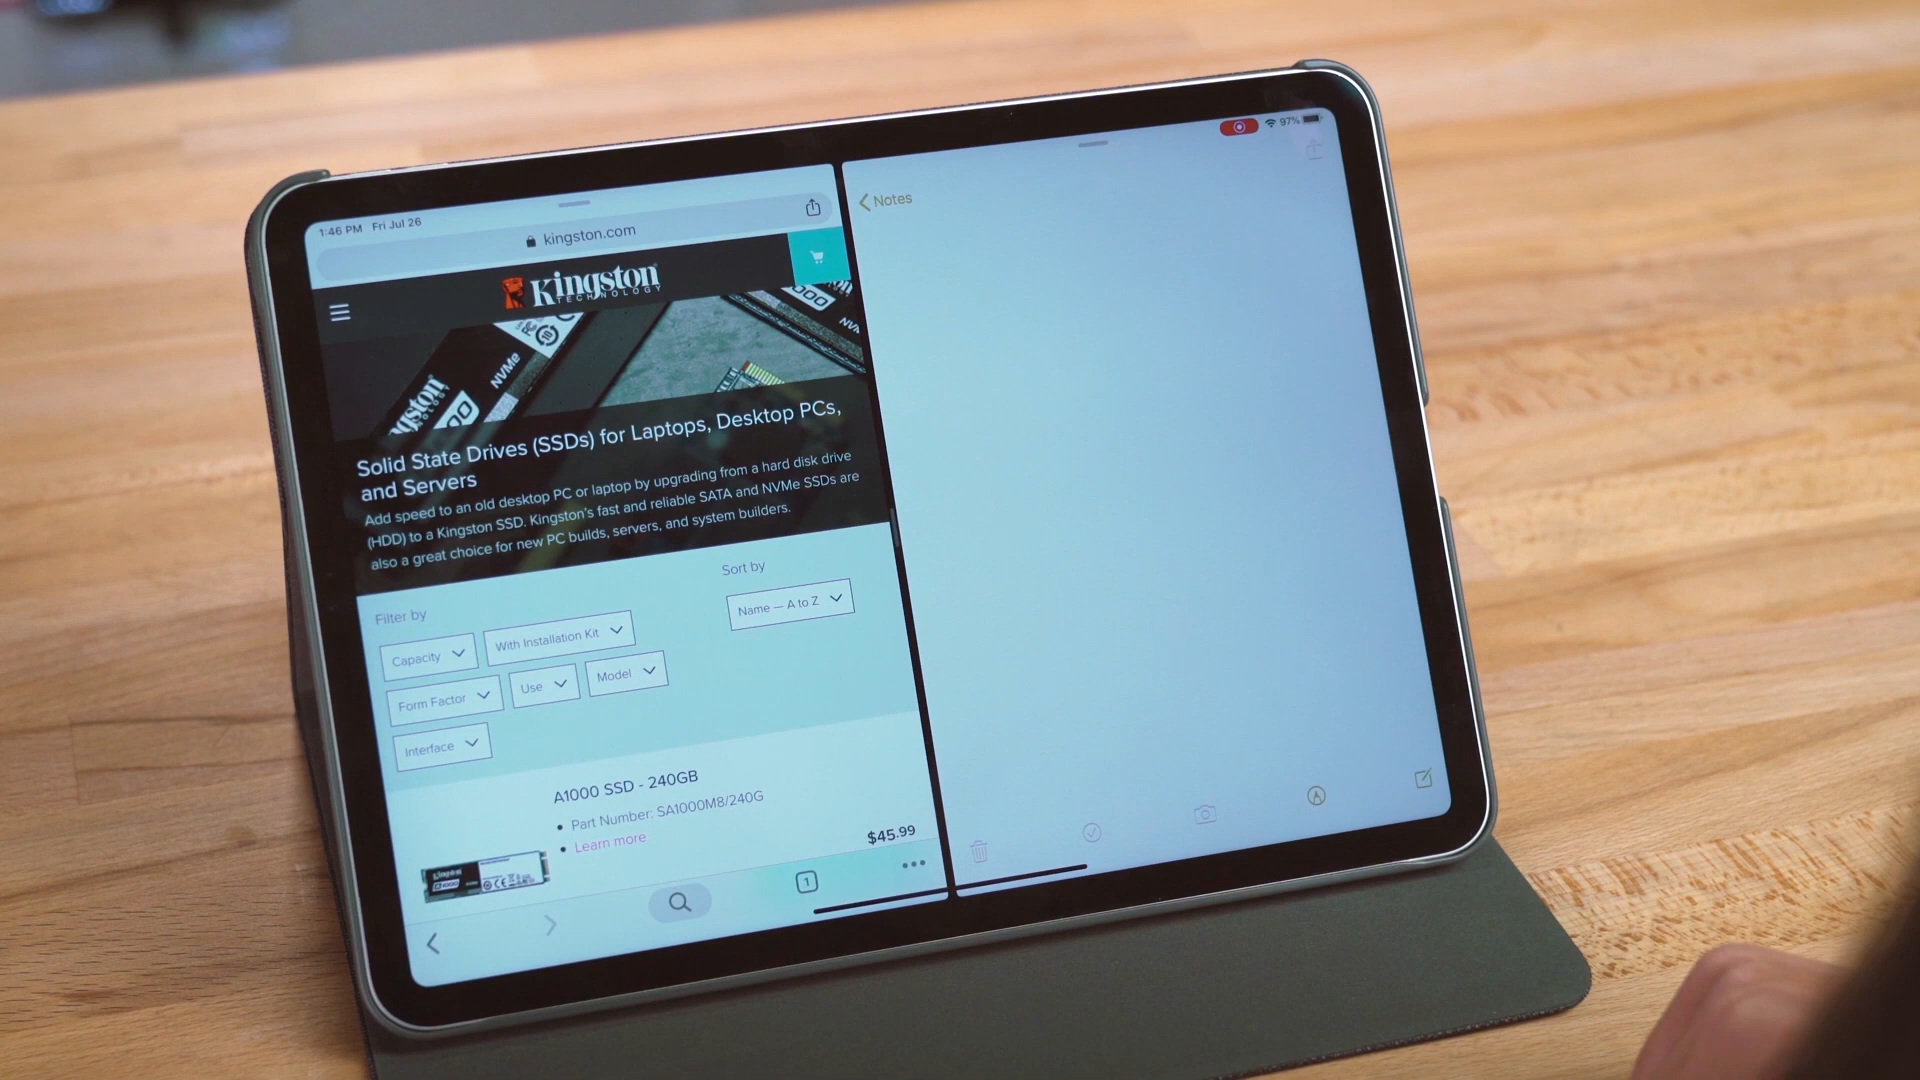 1:46 PM Fri Jul 26
97%
kingston.com
Notes
Kingston
TECHNOLOGY
NVMe
Solid State Drives (SSDs) for Laptops, Desktop PCs,
and Servers
Add speed to an old desktop PC or laptop by upgrading from a hard disk drive
(HDD) to a Kingston SSD. Kingston's fast and reliable SATA and NVMe SSDs are
also a great choice for new PC builds, servers, and system builders.
Filter by
Sort by
Capacity
With Installation Kit
Name — A to Z
Form Factor
Use
Model
Interface
A1000 SSD - 240GB
• Part Number: SA1000M8/240G
• Learn more
$45.99
Kingston
A1000
1